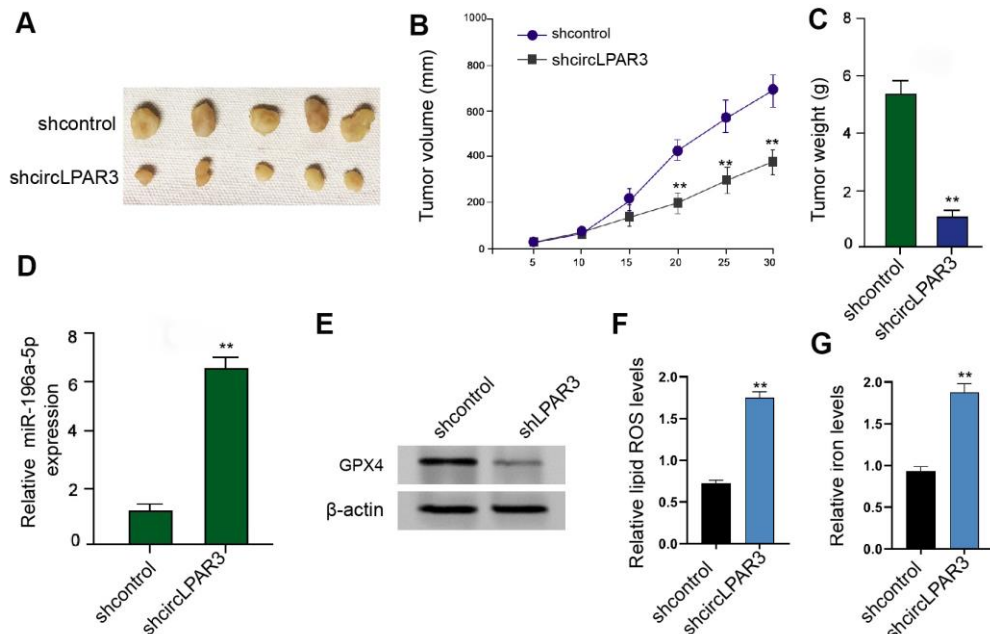 A
shcontrol
shcircLPAR3
B
Tumor volume (mm)
1000
800
600
400
200
0
5
10
15
20
25
30
shcontrol
shcircLPAR3
**
**
**
C
Tumor weight (g)
8
6
4
2
0
**
shcontrol
shcircLPAR3
D
Relative miR-196a-5p
expression
8
6
4
2
0
**
shcontrol
shcircLPAR3
E
shcontrol
shLPAR3
GPX4
β-actin
F
Relative lipid ROS levels
2.0
1.5
1.0
0.5
0.0
**
shcontrol
shcircLPAR3
G
Relative iron levels
2.0
1.5
1.0
0.5
0.0
**
shcontrol
shcircLPAR3